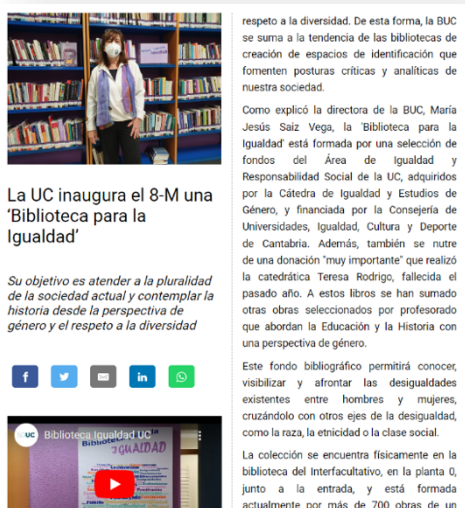 La UC inaugura el 8-M una
‘Biblioteca para la
Igualdad’
Su objetivo es atender a la pluralidad
de la sociedad actual y contemplar la
historia desde la perspectiva de
género y el respeto a la diversidad
UC Biblioteca Igualdad UC
IGUALDAD
respeto a la diversidad. De esta forma, la BUC
se suma a la tendencia de las bibliotecas de
creación de espacios de identificación que
fomenten posturas críticas y analíticas de
nuestra sociedad.
Como explicó la directora de la BUC, María
Jesús Saiz Vega, la 'Biblioteca para la
Igualdad' está formada por una selección de
fondos del Área de Igualdad y
Responsabilidad Social de la UC, adquiridos
por la Cátedra de Igualdad y Estudios de
Género, y financiada por la Consejería de
Universidades, Igualdad, Cultura y Deporte
de Cantabria. Además, también se nutre
de una donación "muy importante" que realizó
la catedrática Teresa Rodrigo, fallecida el
pasado año. A estos libros se han sumado
otras obras seleccionados por profesorado
que abordan la Educación y la Historia con
una perspectiva de género.
Este fondo bibliográfico permitirá conocer,
visibilizar y afrontar las desigualdades
existentes entre hombres y mujeres,
cruzándolo con otros ejes de la desigualdad,
como la raza, la etnicidad o la clase social.
La colección se encuentra físicamente en la
biblioteca del Interfacultativo, en la planta 0,
junto a la entrada, y está formada
actualmente por más de 700 obras de un